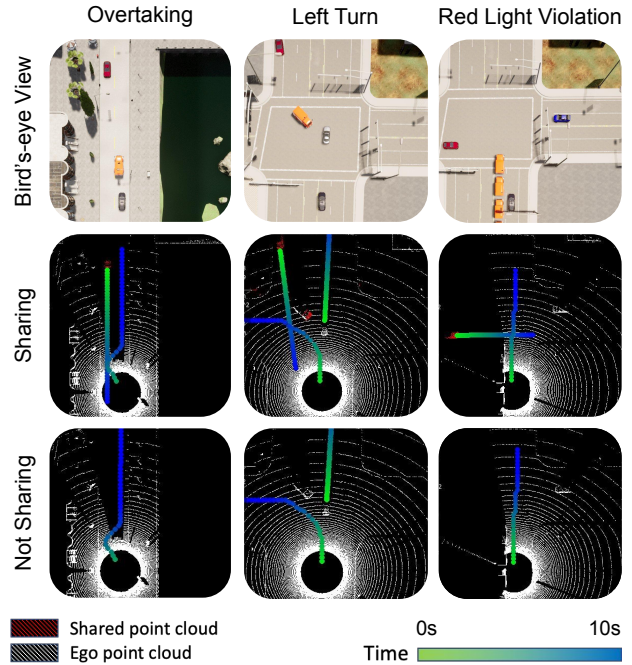 Overtaking Left Turn Red Light Violation
Bird's-eye View
Sharing
Not Sharing
Shared point cloud
Ego point cloud
0s 10s
Time